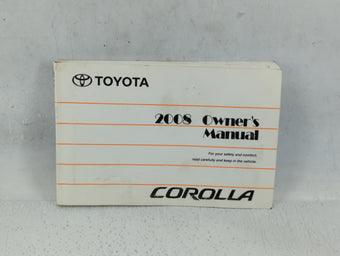 TOYOTA
2008 Owner's
Manual
For your safety and comfort,
read carefully and keep in the vehicle.
COROLLA